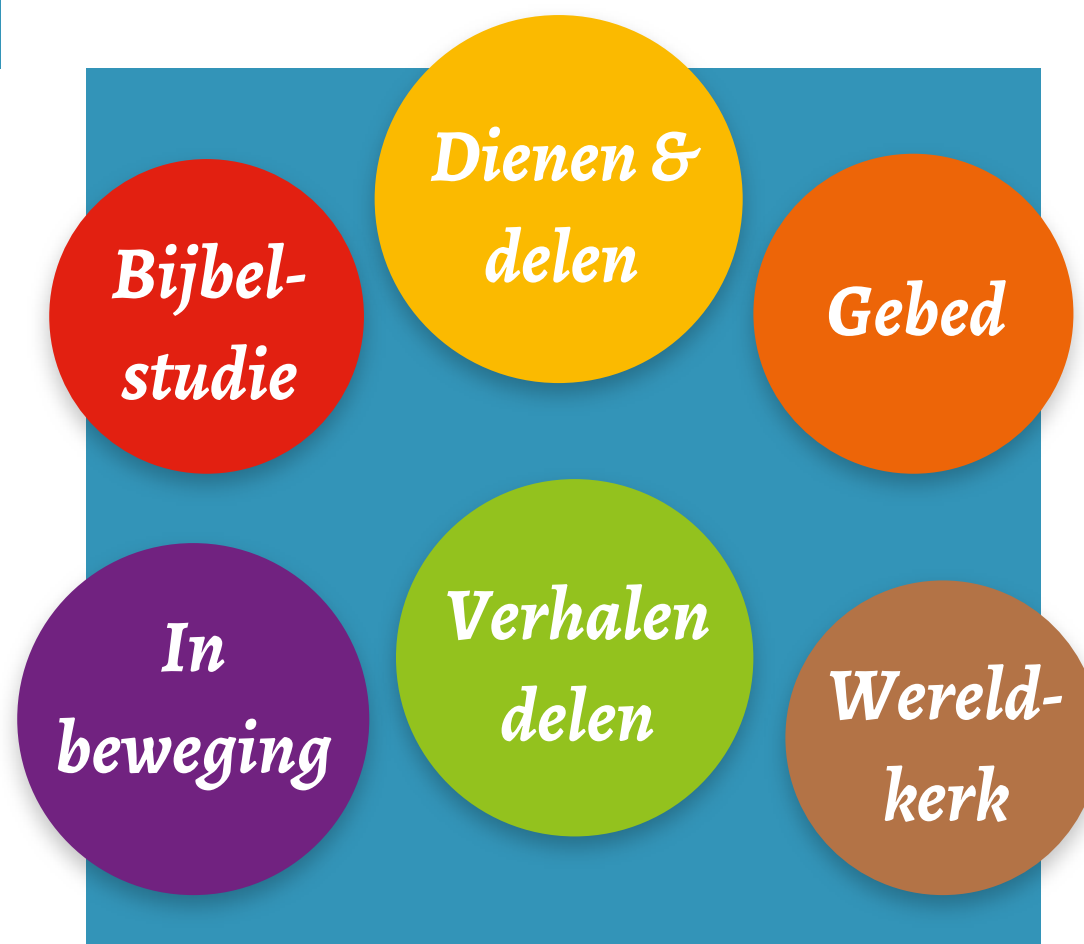 Bijbel-
studie
Dienen &
delen
Gebed
In
beweging
Verhalen
delen
Wereld-
kerk